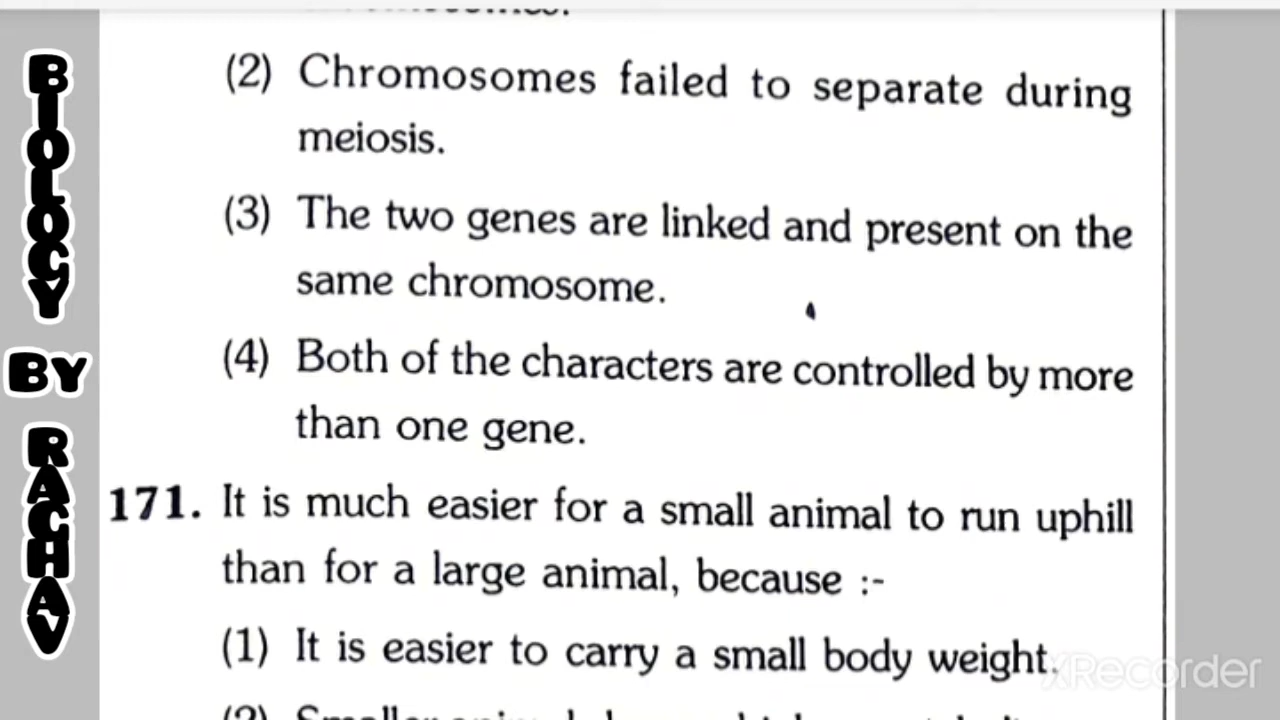 BIOLOGY BY RAGHAV
(2) Chromosomes failed to separate during
meiosis.
(3) The two genes are linked and present on the
same chromosome.
(4) Both of the characters are controlled by more
than one gene.
171. It is much easier for a small animal to run uphill
than for a large animal, because :-
(1) It is easier to carry a small body weight.
XRecorder